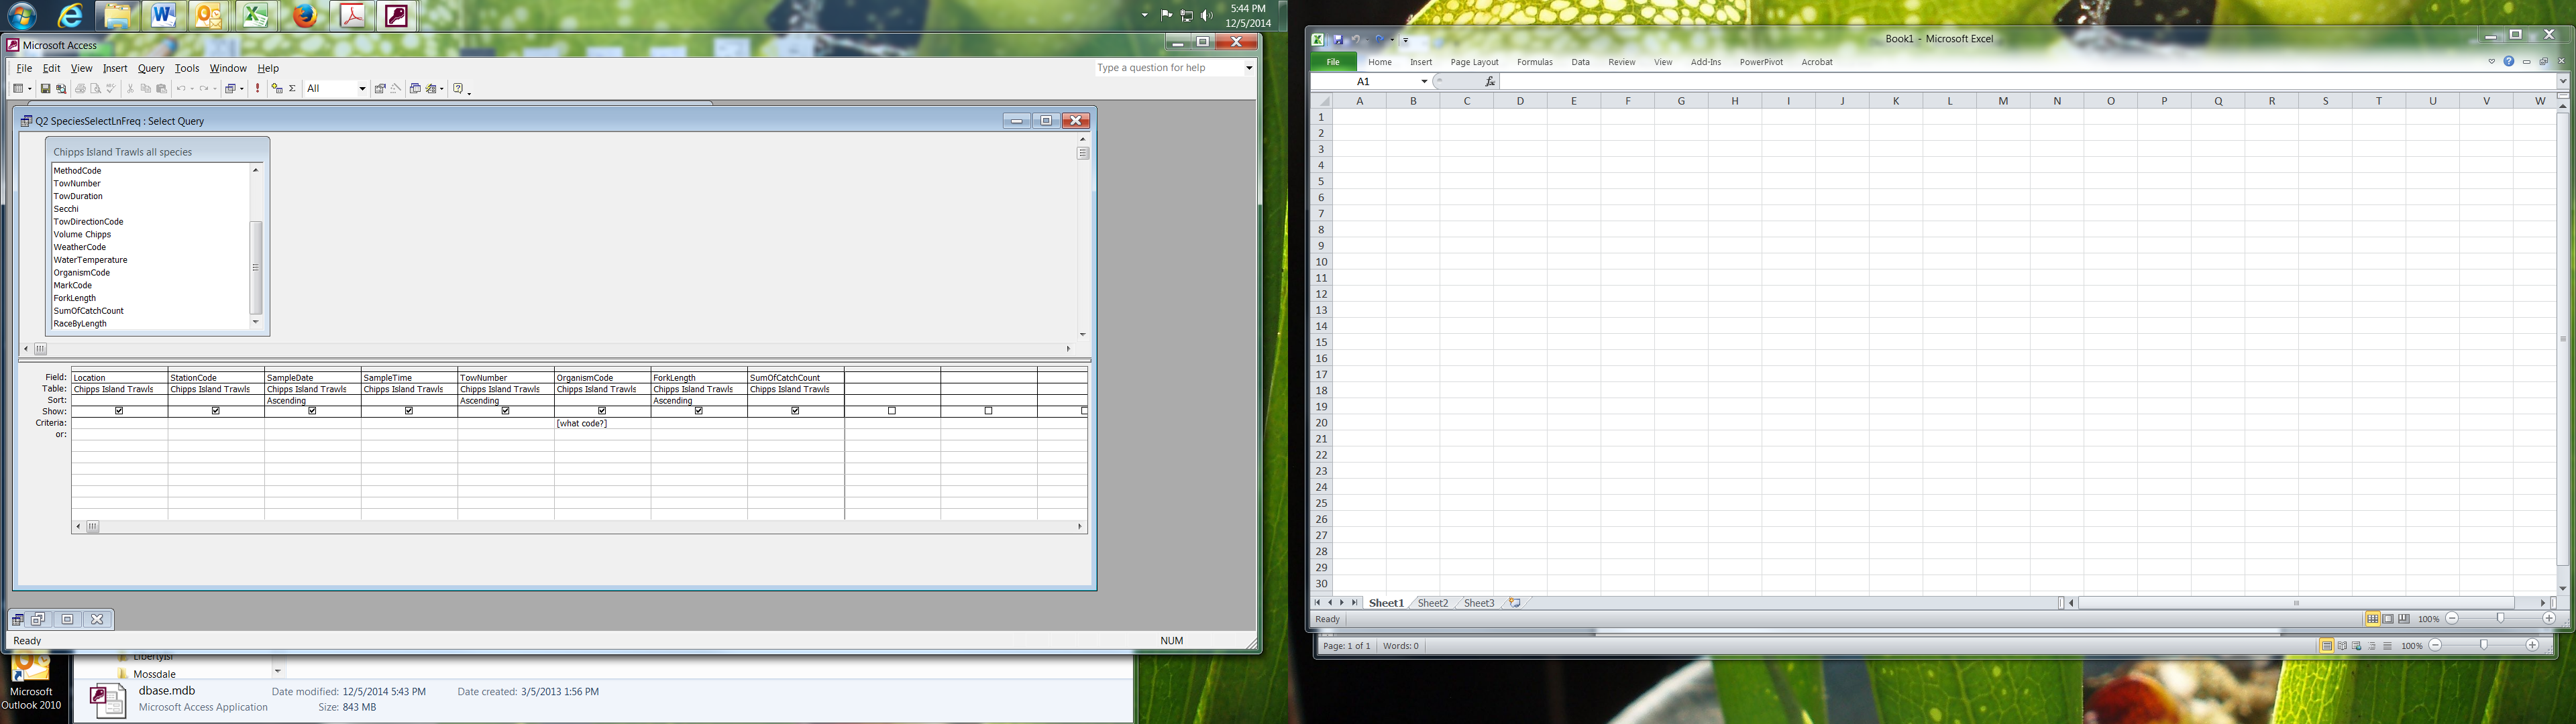 5:44 PM
12/5/2014
Microsoft Access
File Edit View Insert Query Tools Window Help
Type a question for help
All
Q2 SpeciesSelectLnFreq : Select Query
Chipps Island Trawls all species
MethodCode
TowNumber
TowDuration
Secchi
TowDirectionCode
Volume Chipps
WeatherCode
WaterTemperature
OrganismCode
MarkCode
ForkLength
SumOfCatchCount
RaceByLength
Field: Location StationCode SampleDate SampleTime TowNumber OrganismCode ForkLength SumOfCatchCount
Table: Chipps Island Trawls Chipps Island Trawls Chipps Island Trawls Chipps Island Trawls Chipps Island Trawls Chipps Island Trawls Chipps Island Trawls Chipps Island Trawls
Sort: Ascending Ascending Ascending
Show:
Criteria: [what code?]
or:
Ready
NUM
LibertyIsl
Mossdale
Microsoft
Outlook 2010
dbase.mdb Date modified: 12/5/2014 5:43 PM Date created: 3/5/2013 1:56 PM
Microsoft Access Application Size: 843 MB
Book1 - Microsoft Excel
File Home Insert Page Layout Formulas Data Review View Add-Ins PowerPivot Acrobat
A1 fx
A B C D E F G H I J K L M N O P Q R S T U V W
1
2
3
4
5
6
7
8
9
10
11
12
13
14
15
16
17
18
19
20
21
22
23
24
25
26
27
28
29
30
Sheet1 Sheet2 Sheet3
Ready
100%
Page: 1 of 1 Words: 0
100%